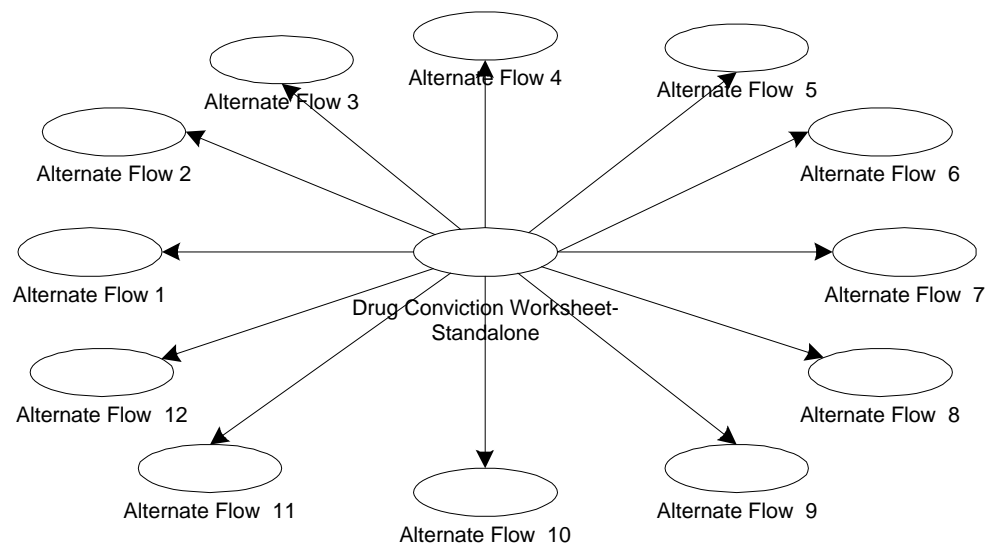 Alternate Flow 4
Alternate Flow 3
Alternate Flow  5
Alternate Flow 2
Alternate Flow  6
Alternate Flow 1
Alternate Flow  7
Drug Conviction Worksheet-
Standalone
Alternate Flow  12
Alternate Flow  8
Alternate Flow  11
Alternate Flow  10
Alternate Flow  9